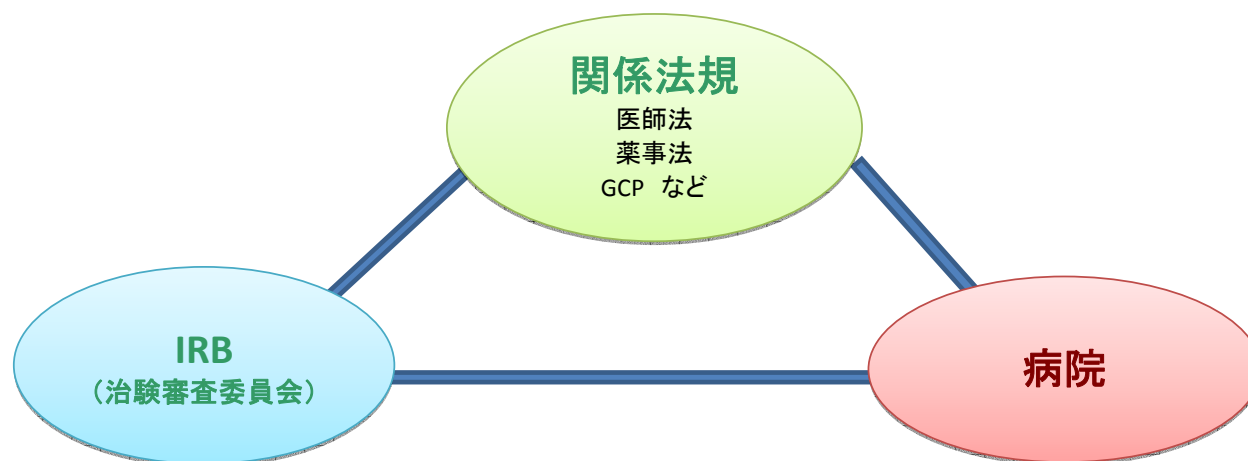 関係法規
医師法
薬事法
GCP など
IRB
（治験審査委員会）
病院